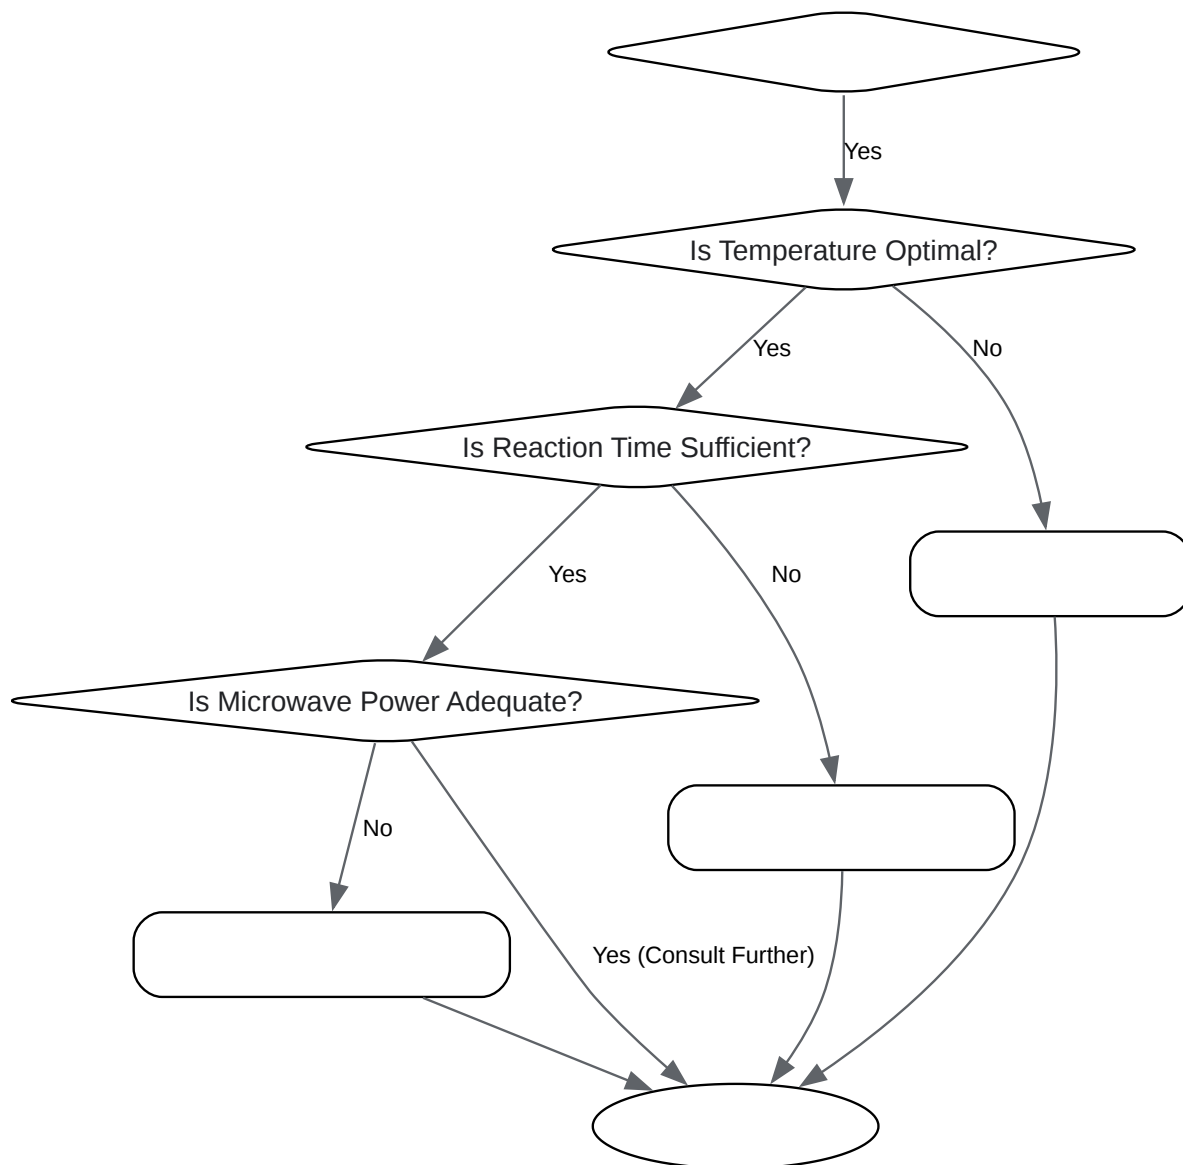 Yes
Is Temperature Optimal?
Yes
No
Is Reaction Time Sufficient?
Yes
No
Is Microwave Power Adequate?
No
Yes (Consult Further)